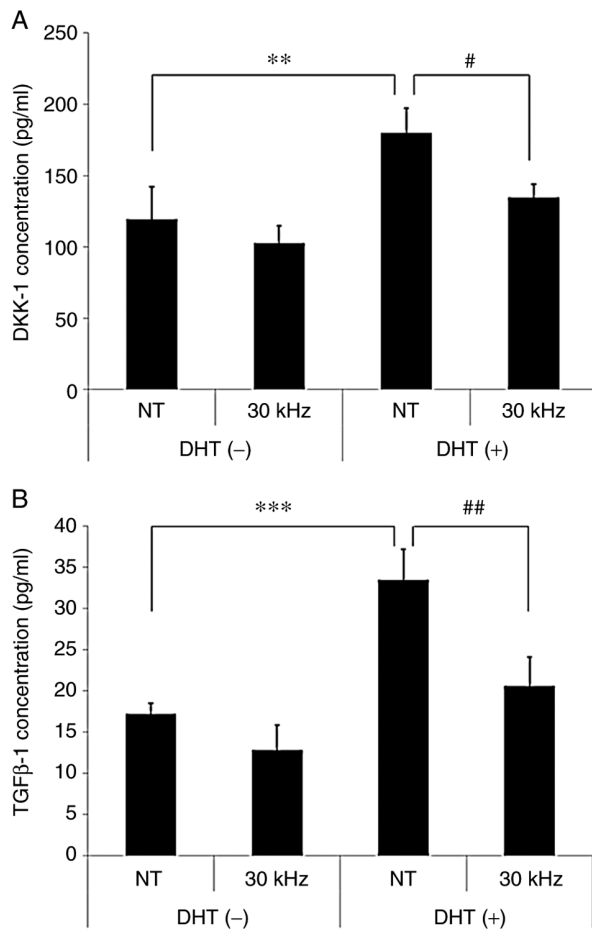 A
DKK-1 concentration (pg/ml)
250
200
150
100
50
0
**
#
NT
30 kHz
NT
30 kHz
DHT (−)
DHT (+)
B
TGFβ-1 concentration (pg/ml)
40
35
30
25
20
15
10
5
0
***
##
NT
30 kHz
NT
30 kHz
DHT (−)
DHT (+)